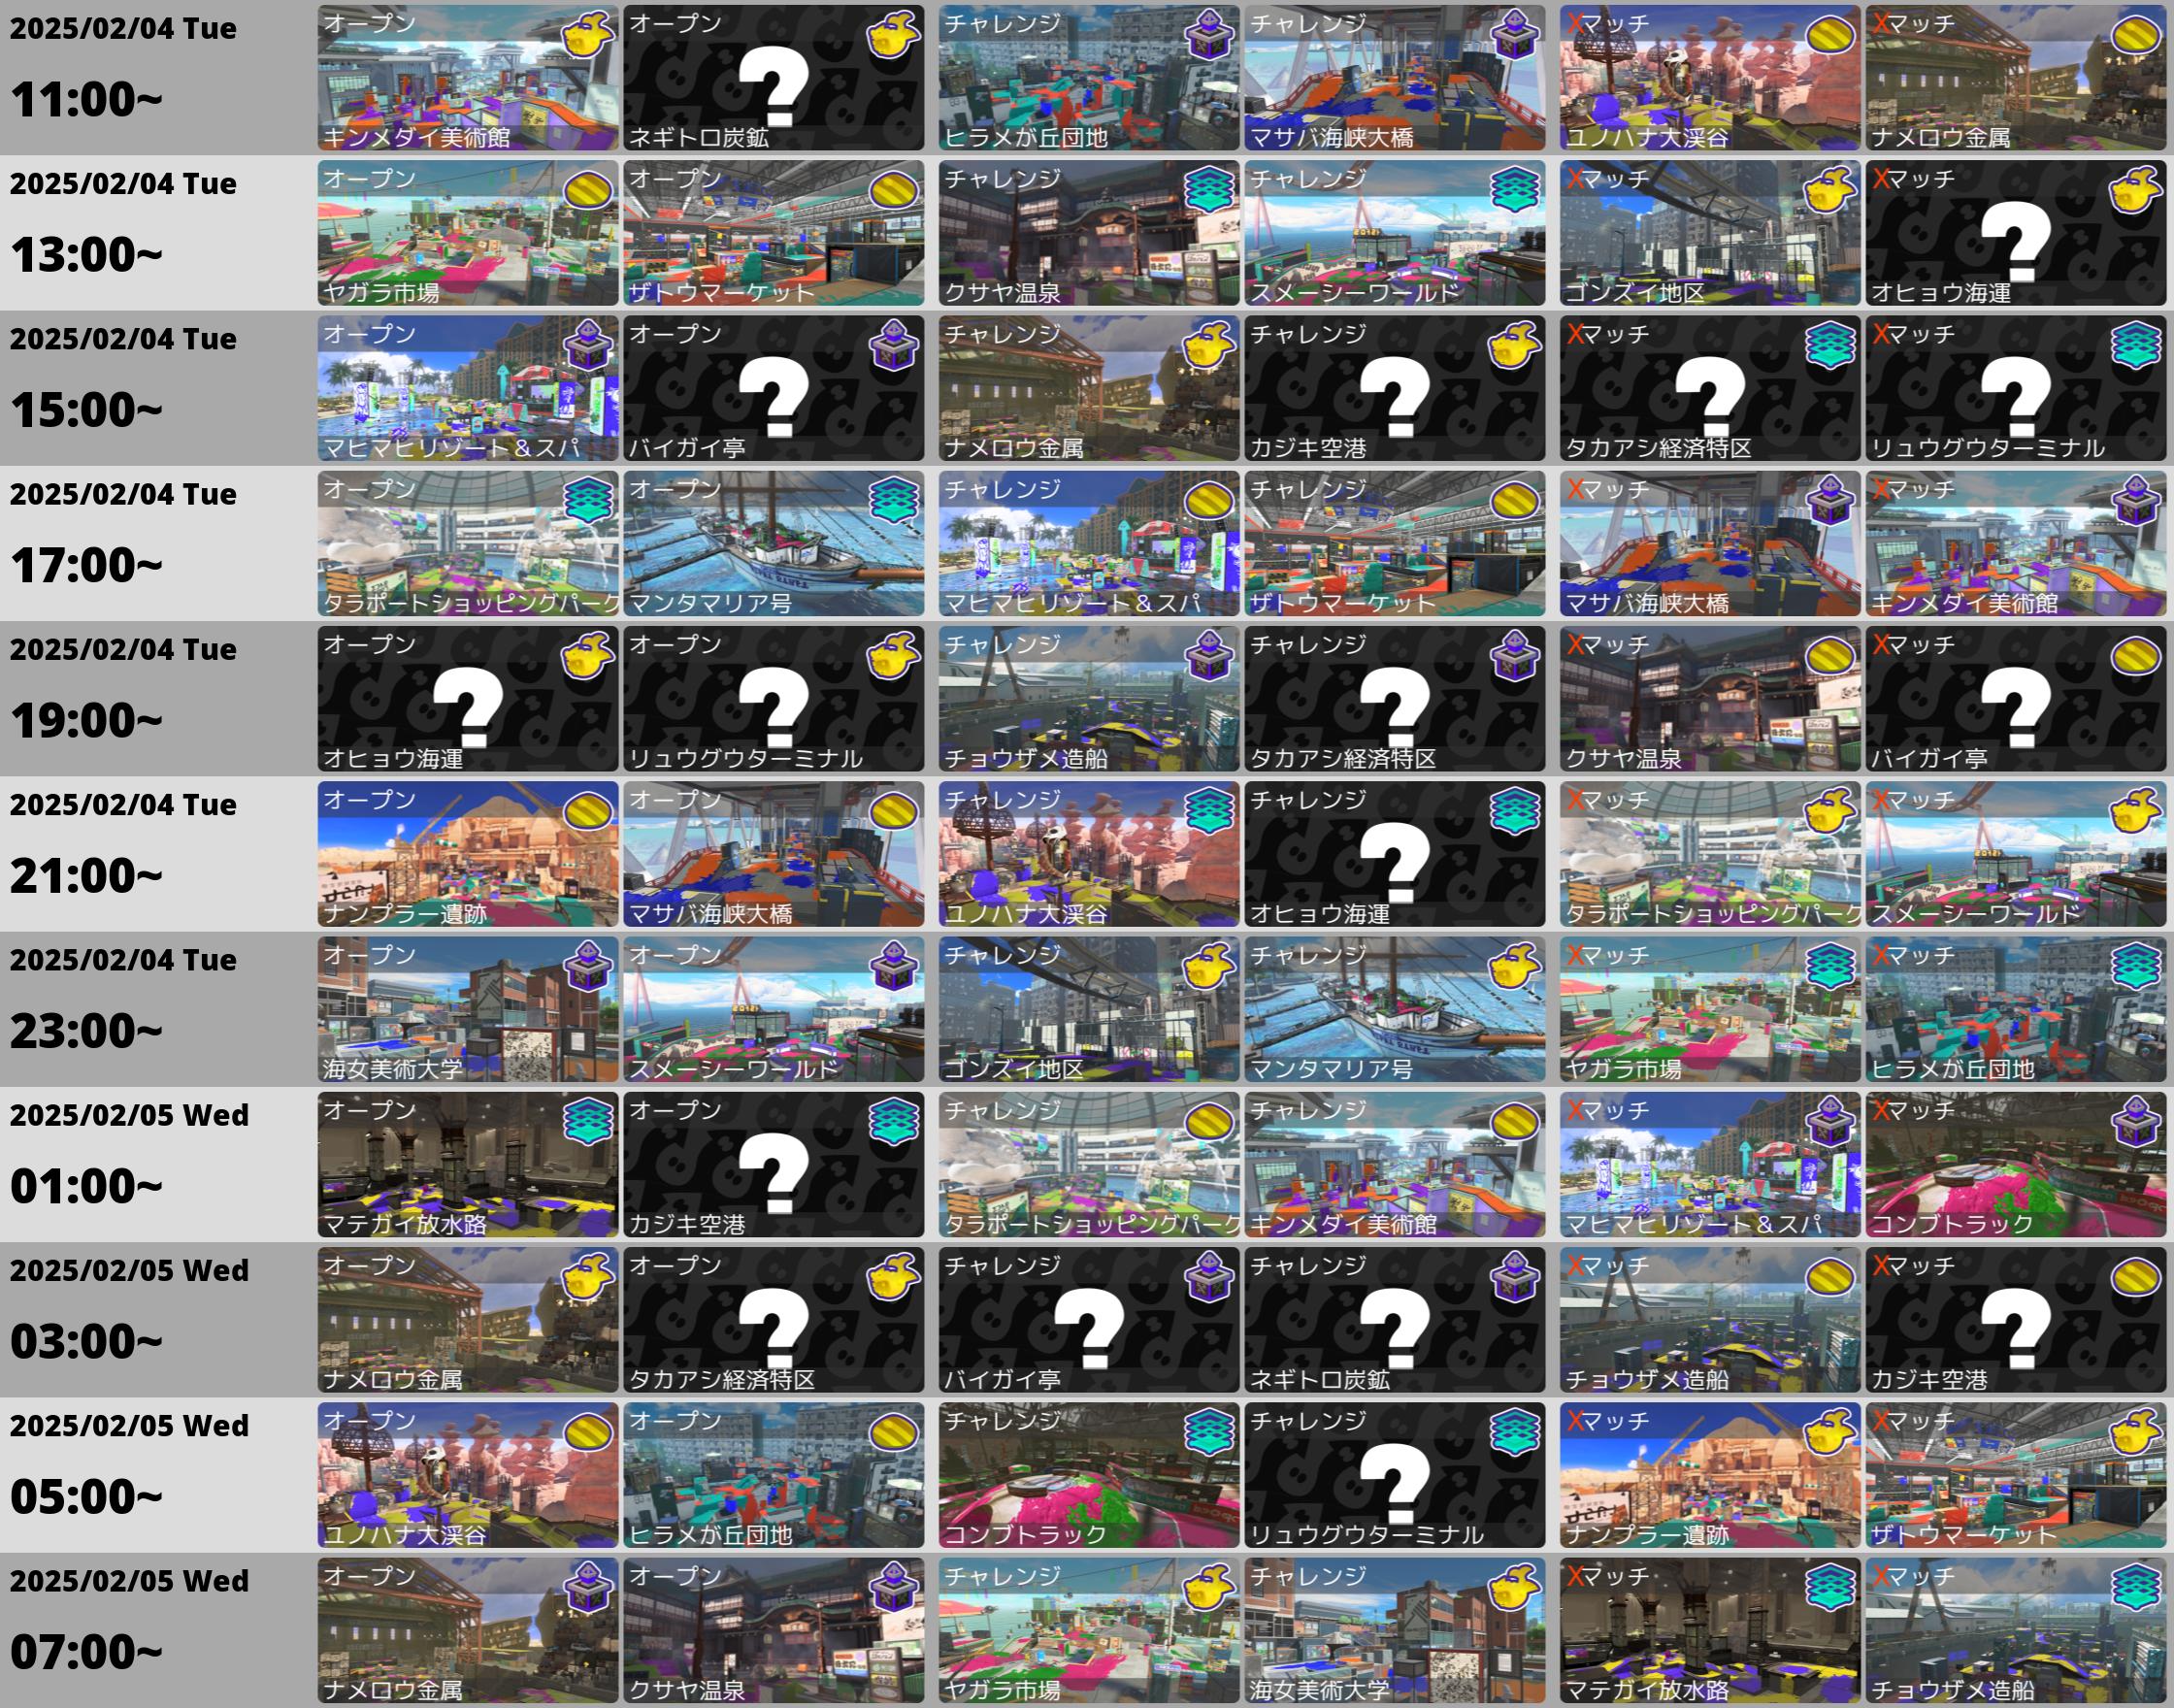 2025/02/04 Tue
11:00~
オープン
キンメダイ美術館
オープン
ネギトロ炭鉱
チャレンジ
ヒラメが丘団地
チャレンジ
マサバ海峡大橋
Xマッチ
ユノハナ大渓谷
Xマッチ
ナメロウ金属
2025/02/04 Tue
13:00~
オープン
ヤガラ市場
オープン
ザトウマーケット
チャレンジ
クサヤ温泉
チャレンジ
スメーシーワールド
Xマッチ
ゴンズイ地区
Xマッチ
オヒョウ海運
2025/02/04 Tue
15:00~
オープン
マヒマヒリゾート&スパ
オープン
バイガイ亭
チャレンジ
ナメロウ金属
チャレンジ
カジキ空港
Xマッチ
タカアシ経済特区
Xマッチ
リュウグウターミナル
2025/02/04 Tue
17:00~
オープン
タラポートショッピングパーク
オープン
マンタマリア号
チャレンジ
マヒマヒリゾート&スパ
チャレンジ
ザトウマーケット
Xマッチ
マサバ海峡大橋
Xマッチ
キンメダイ美術館
2025/02/04 Tue
19:00~
オープン
オヒョウ海運
オープン
リュウグウターミナル
チャレンジ
チョウザメ造船
チャレンジ
タカアシ経済特区
Xマッチ
クサヤ温泉
Xマッチ
バイガイ亭
2025/02/04 Tue
21:00~
オープン
ナンプラー遺跡
オープン
マサバ海峡大橋
チャレンジ
ユノハナ大渓谷
チャレンジ
オヒョウ海運
Xマッチ
タラポートショッピングパーク
Xマッチ
スメーシーワールド
2025/02/04 Tue
23:00~
オープン
海女美術大学
オープン
スメーシーワールド
チャレンジ
ゴンズイ地区
チャレンジ
マンタマリア号
Xマッチ
ヤガラ市場
Xマッチ
ヒラメが丘団地
2025/02/05 Wed
01:00~
オープン
マテガイ放水路
オープン
カジキ空港
チャレンジ
タラポートショッピングパーク
チャレンジ
キンメダイ美術館
Xマッチ
マヒマヒリゾート&スパ
Xマッチ
コンブトラック
2025/02/05 Wed
03:00~
オープン
ナメロウ金属
オープン
タカアシ経済特区
チャレンジ
バイガイ亭
チャレンジ
ネギトロ炭鉱
Xマッチ
チョウザメ造船
Xマッチ
カジキ空港
2025/02/05 Wed
05:00~
オープン
ユノハナ大渓谷
オープン
ヒラメが丘団地
チャレンジ
コンブトラック
チャレンジ
リュウグウターミナル
Xマッチ
ナンプラー遺跡
Xマッチ
ザトウマーケット
2025/02/05 Wed
07:00~
オープン
ナメロウ金属
オープン
クサヤ温泉
チャレンジ
ヤガラ市場
チャレンジ
海女美術大学
Xマッチ
マテガイ放水路
Xマッチ
チョウザメ造船